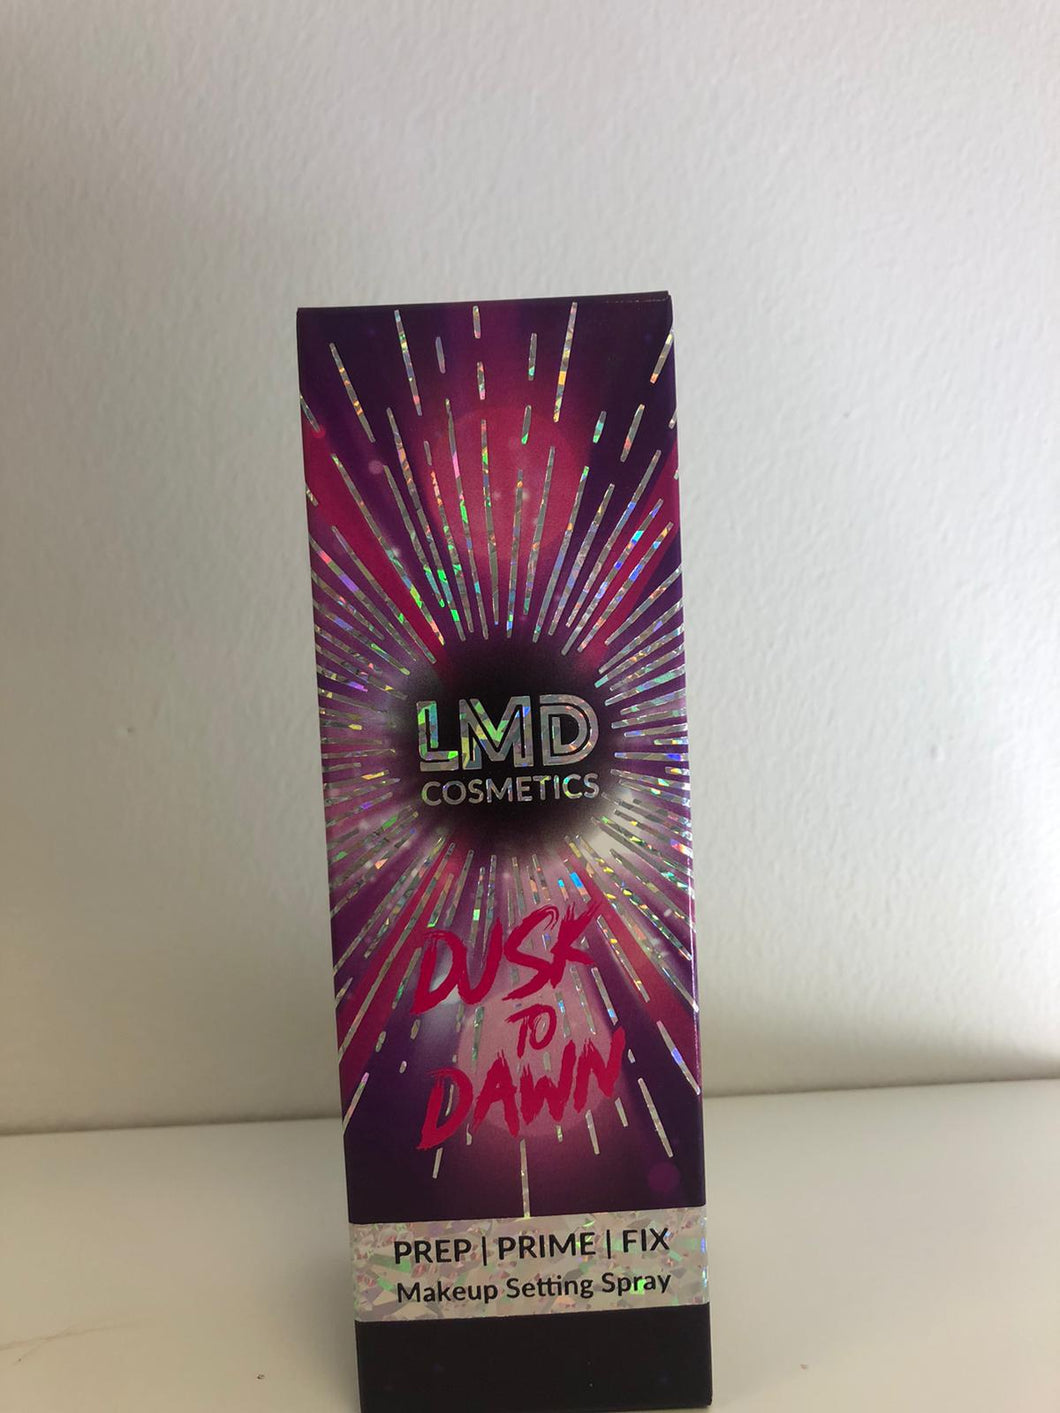 LMD
COSMETICS
DUSK
TO
DAWN
PREP | PRIME | FIX
Makeup Setting Spray